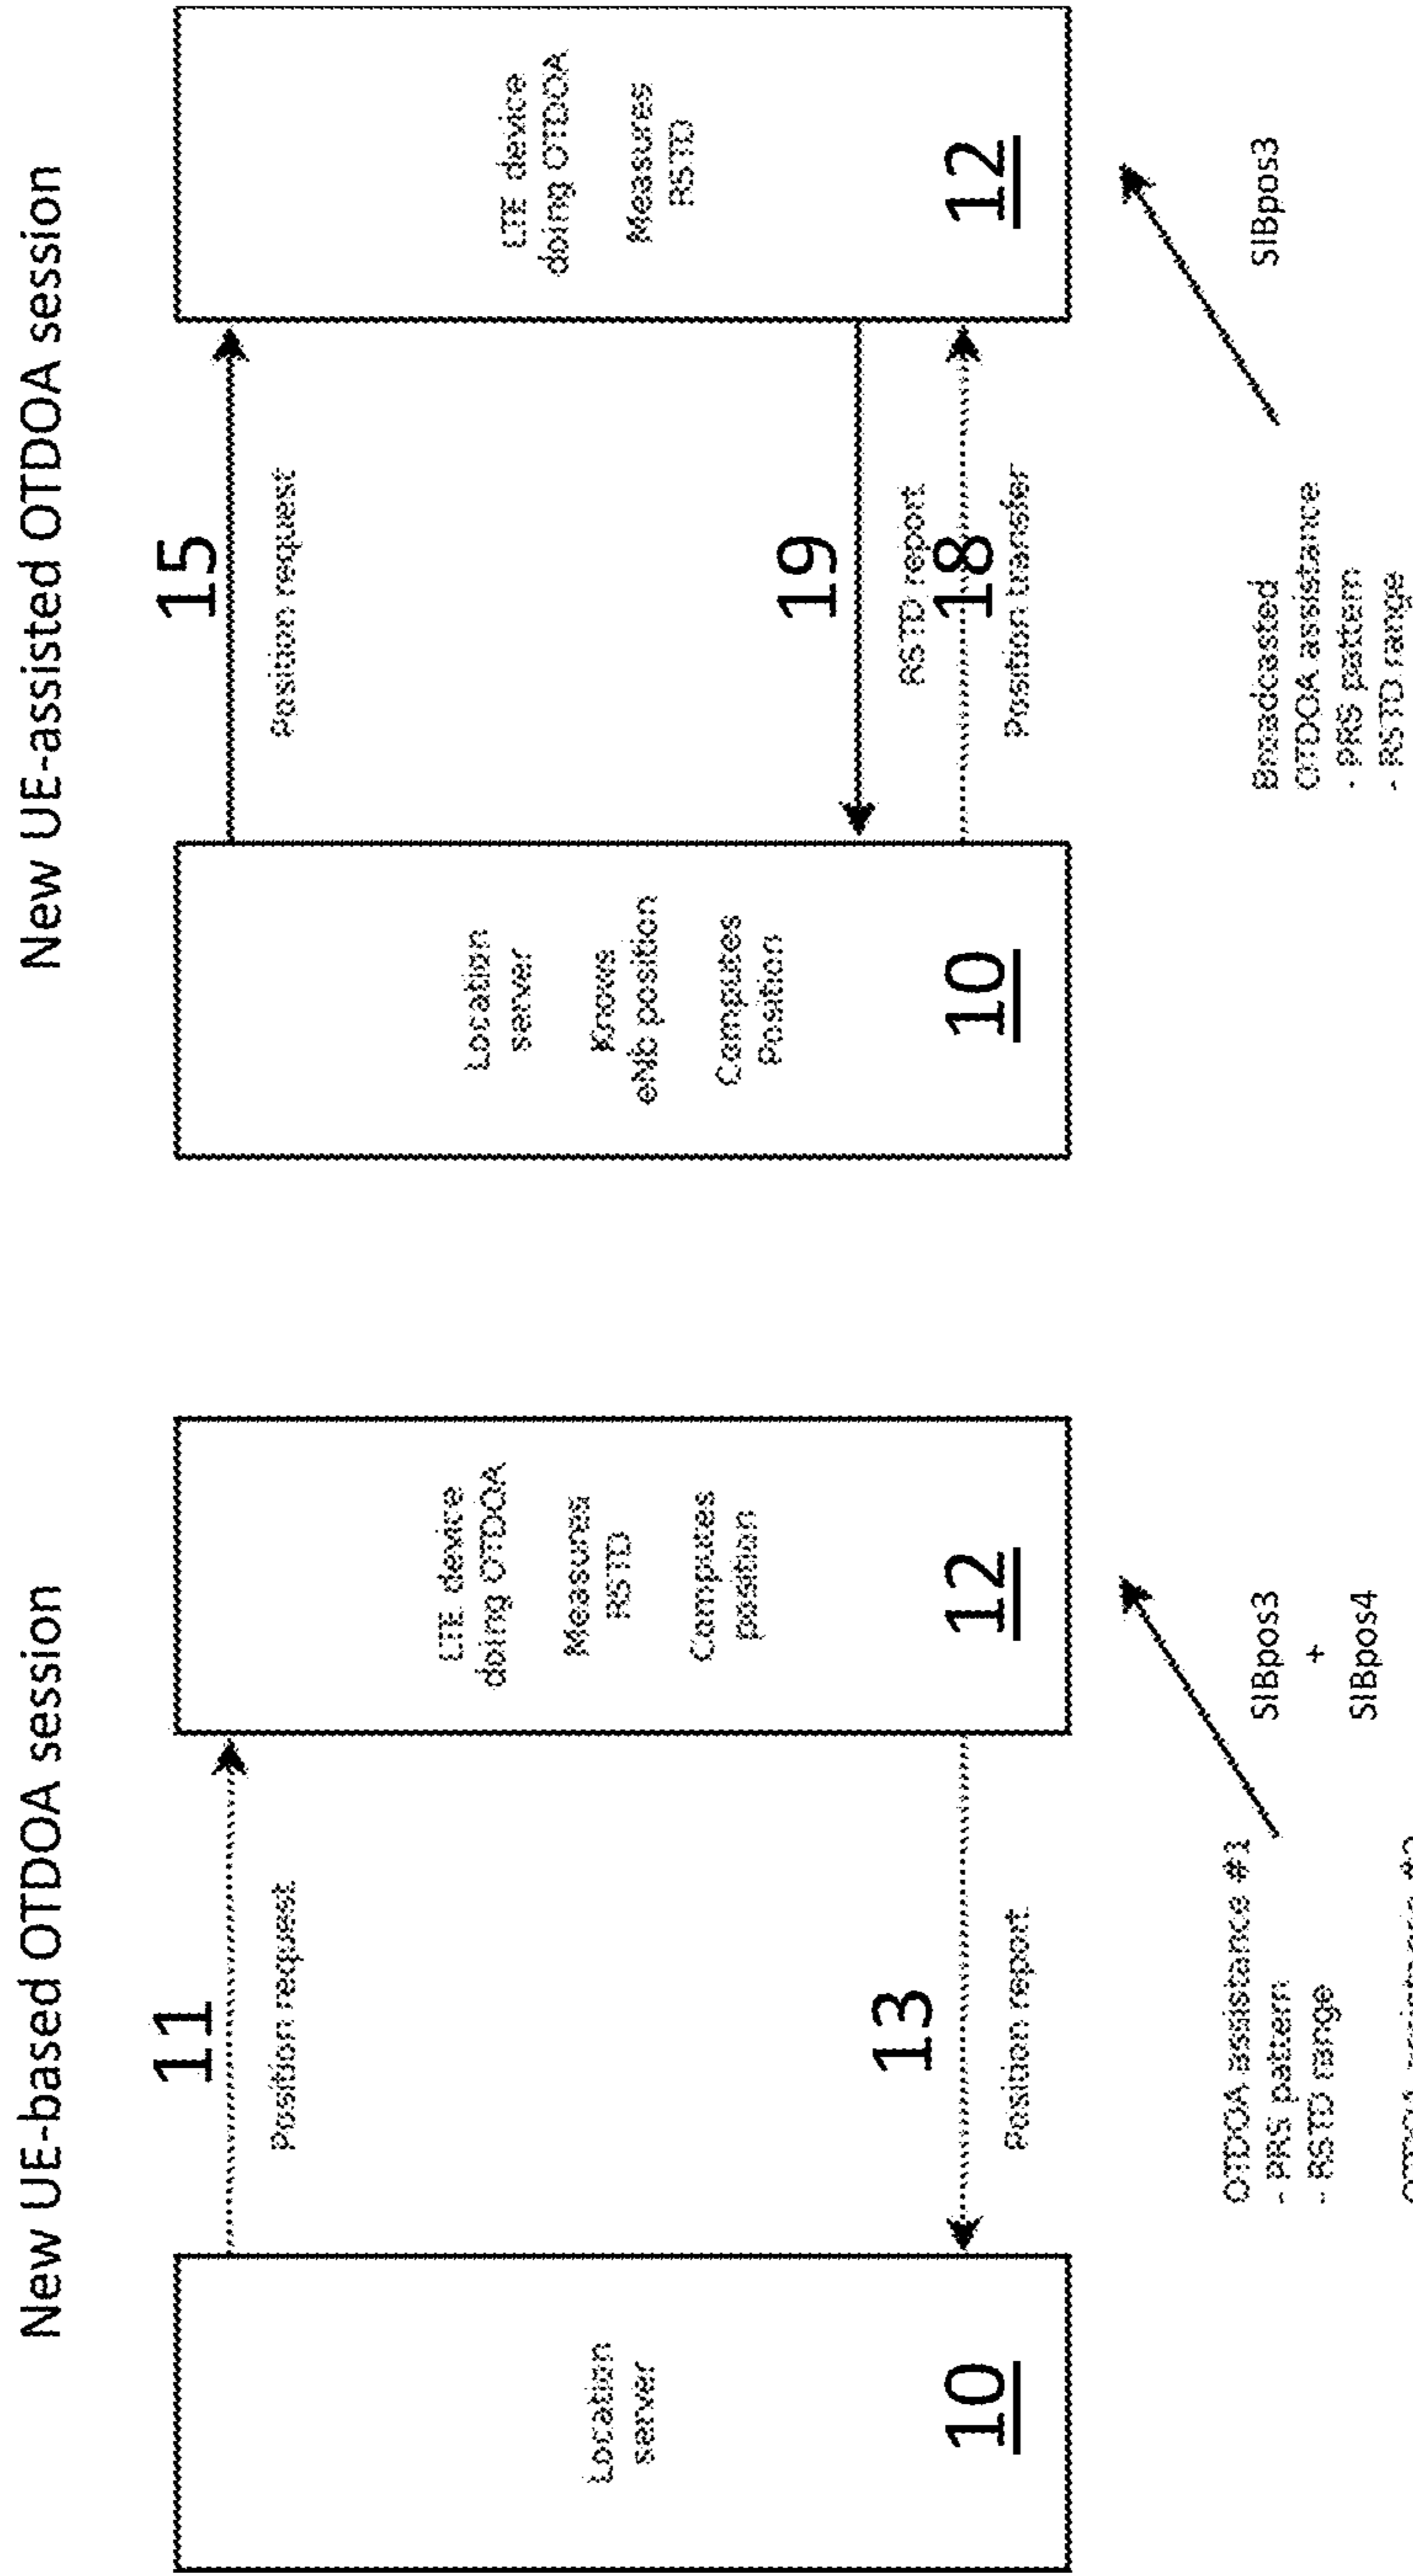 New UE-based OTDOA session
11
Position request
Location
server
10
LTE device
doing OTDOA
Measures
RSTD
Computes
position
12
13
Position report
OTDOA assistance #1
- PRS pattern
- RSTD range
SIBpos3
+
SIBpos4
New UE-assisted OTDOA session
15
Position request
Location
server
Knows
eNb position
Computes
Position
10
LTE device
doing OTDOA
Measures
RSTD
12
19
RSTD report
18
Position transfer
Broadcasted
OTDOA assistance
- PRS pattern
- RSTD range
SIBpos3